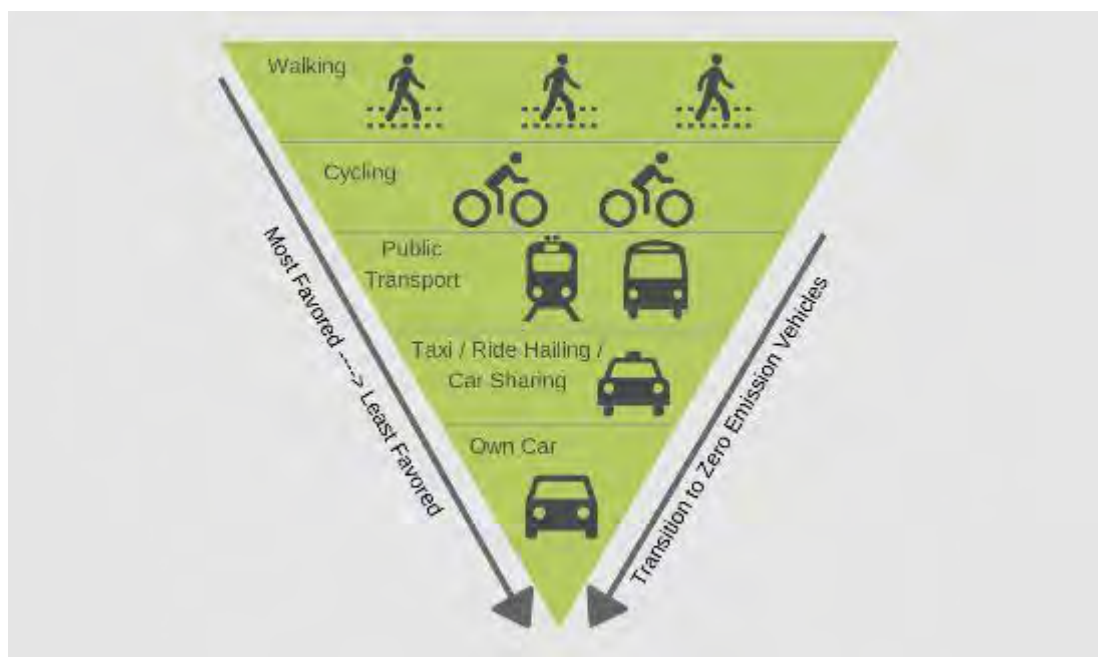 Walking
Cycling
Public
Transport
Taxi / Ride Hailing /
Car Sharing
Own Car
Most Favored ----> Least Favored
Transition to Zero Emission Vehicles